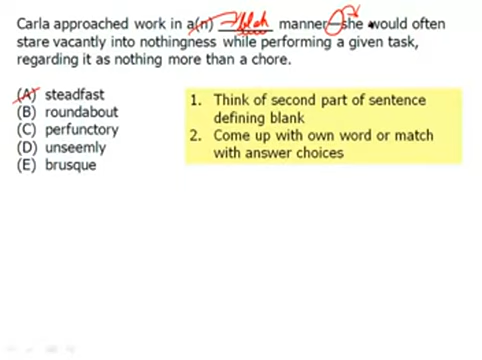 Carla approached work in a(n) blah manner—she would often
stare vacantly into nothingness while performing a given task,
regarding it as nothing more than a chore.
(A) steadfast
(B) roundabout
(C) perfunctory
(D) unseemly
(E) brusque
1. Think of second part of sentence
defining blank
2. Come up with own word or match
with answer choices